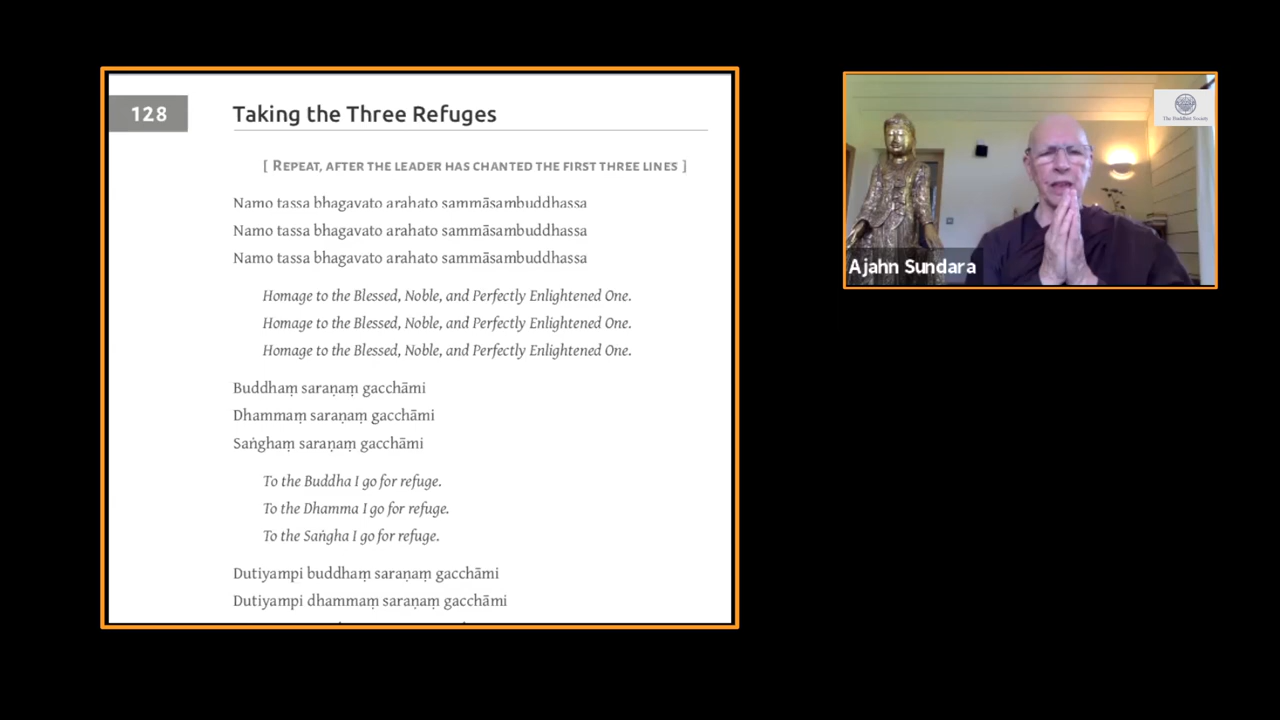 128
Taking the Three Refuges
[ REPEAT, AFTER THE LEADER HAS CHANTED THE FIRST THREE LINES ]
Namo tassa bhagavato arahato sammāsambuddhassa
Namo tassa bhagavato arahato sammāsambuddhassa
Namo tassa bhagavato arahato sammāsambuddhassa
Homage to the Blessed, Noble, and Perfectly Enlightened One.
Homage to the Blessed, Noble, and Perfectly Enlightened One.
Homage to the Blessed, Noble, and Perfectly Enlightened One.
Buddhaṃ saraṇaṃ gacchāmi
Dhammaṃ saraṇaṃ gacchāmi
Saṅghaṃ saraṇaṃ gacchāmi
To the Buddha I go for refuge.
To the Dhamma I go for refuge.
To the Saṅgha I go for refuge.
Dutiyampi buddhaṃ saraṇaṃ gacchāmi
Dutiyampi dhammaṃ saraṇaṃ gacchāmi
The Buddhist Society
Ajahn Sundara